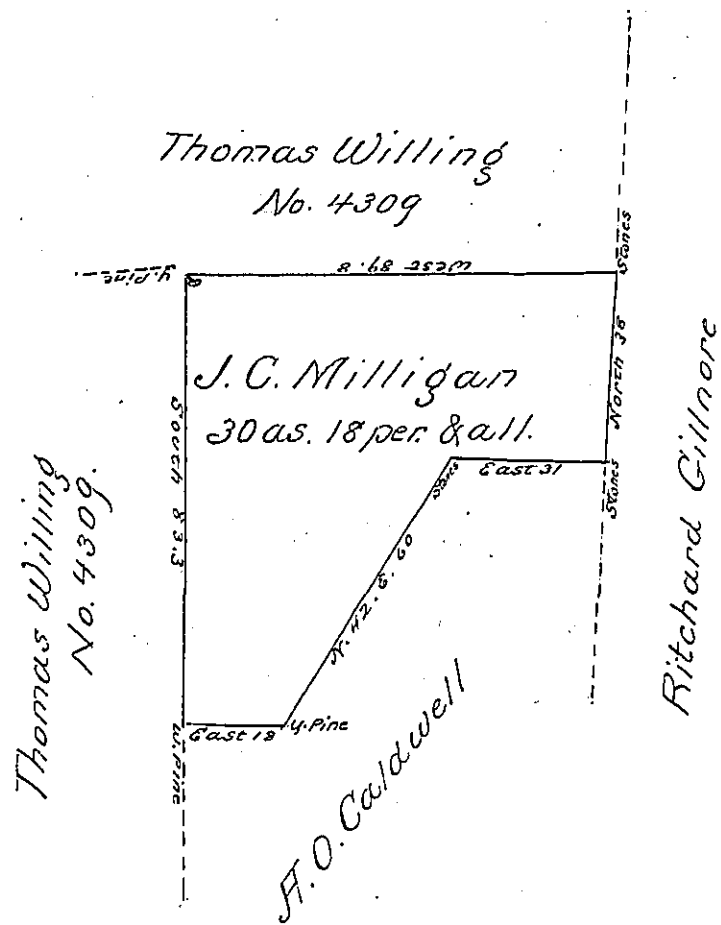 Thomas Willing
No. 4309
Y. Pine
West 89.8
Stones
J.C. Milligan
30 as. 18 per. & all.
North 38
South 83.3
East 31
Stones
Stones
N. 42. E. 60
Thomas Willing
No. 4309.
Ritchard Gillnore
W. Pine
East 18
Y. Pine
H.O. Caldwell